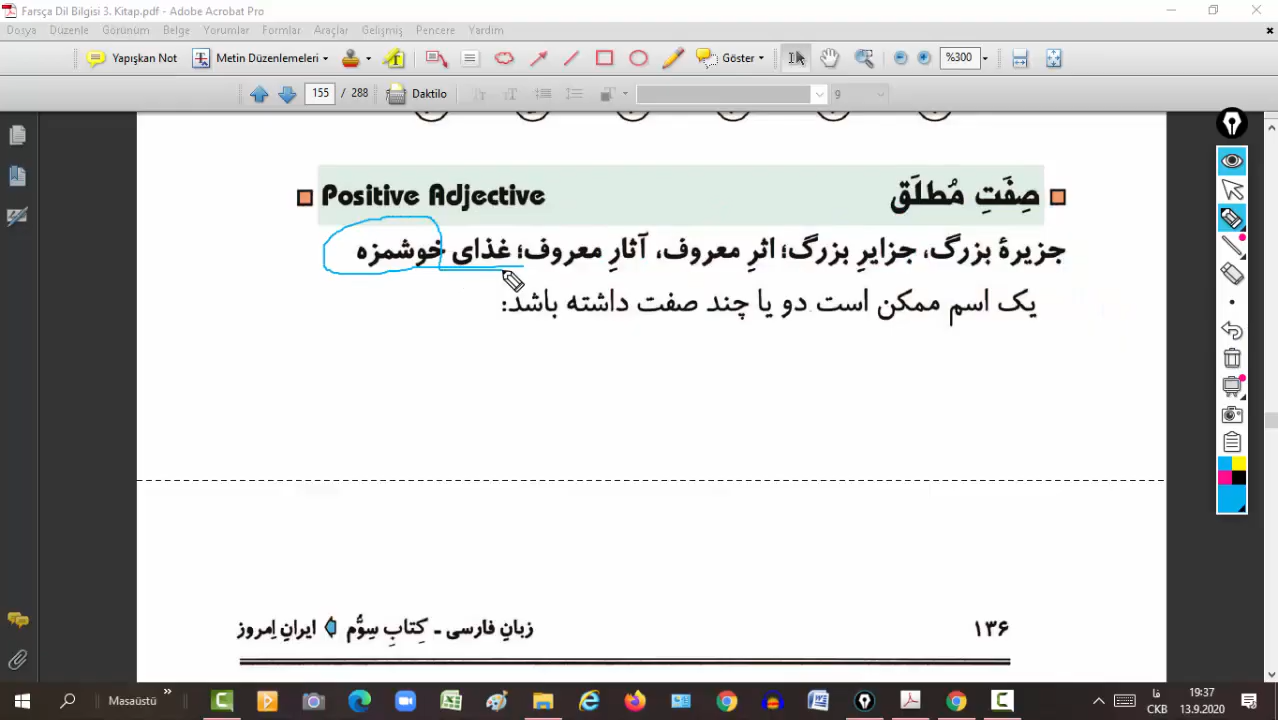 Farsça Dil Bilgisi 3. Kitap.pdf - Adobe Acrobat Pro
Dosya Düzenle Görünüm Belge Yorumlar Formlar Araçlar Gelişmiş Pencere Yardım
Yapışkan Not Metin Düzenlemeleri Göster %300
155 / 288 Daktilo 9
صِفَتِ مُطلَق Positive Adjective
جزیرهٔ بزرگ، جزایرِ بزرگ؛ اثرِ معروف، آثارِ معروف؛ غذای خوشمزه
یک اسم ممکن است دو یا چند صفت داشته باشد:
۱۳۶ زبانِ فارسی ـ کِتابِ سِوُّم ایرانِ اِمروز
Masaüstü
فا 19:37
CKB 13.9.2020